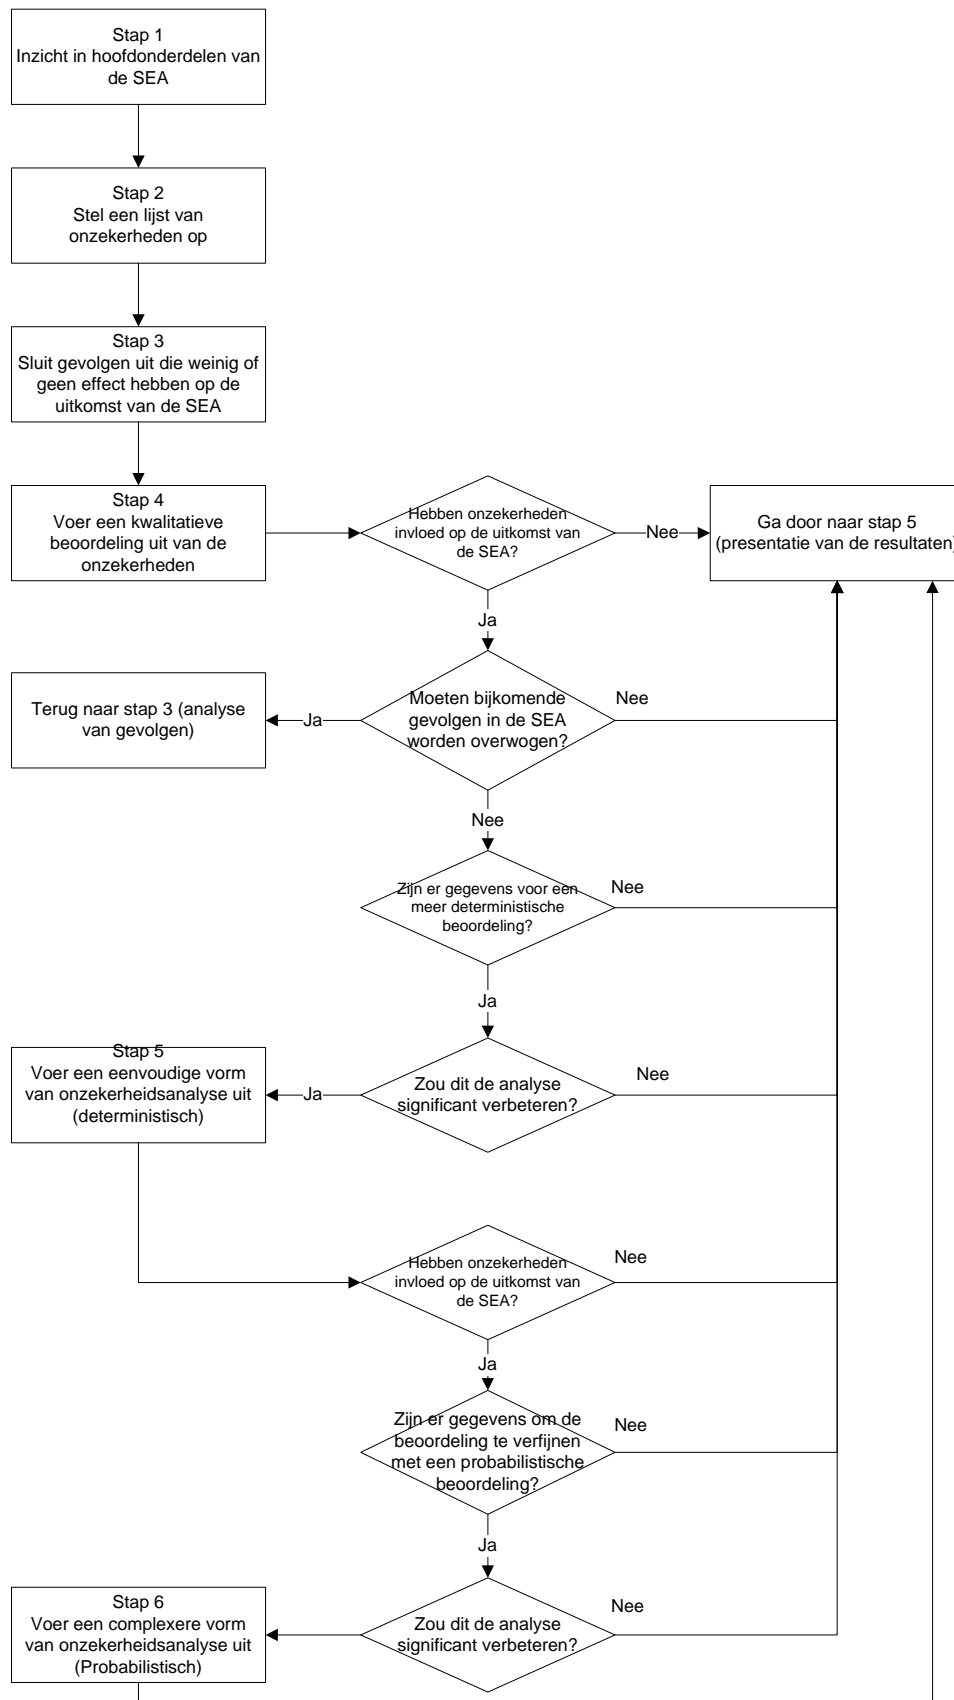 Stap 1
Inzicht in hoofdonderdelen van
de SEA
Stap 2
Stel een lijst van
onzekerheden op
Stap 3
Sluit gevolgen uit die weinig of
geen effect hebben op de
uitkomst van de SEA
Stap 4
Voer een kwalitatieve
beoordeling uit van de
onzekerheden
Hebben onzekerheden
invloed op de uitkomst van
de SEA?
Nee
Ga door naar stap 5
(presentatie van de resultaten)
Ja
Moeten bijkomende
gevolgen in de SEA
worden overwogen?
Nee
Ja
Terug naar stap 3 (analyse
van gevolgen)
Nee
Zijn er gegevens voor een
meer deterministische
beoordeling?
Nee
Ja
Zou dit de analyse
significant verbeteren?
Nee
Ja
Stap 5
Voer een eenvoudige vorm
van onzekerheidsanalyse uit
(deterministisch)
Hebben onzekerheden
invloed op de uitkomst van
de SEA?
Nee
Ja
Zijn er gegevens om de
beoordeling te verfijnen
met een probabilistische
beoordeling?
Nee
Ja
Zou dit de analyse
significant verbeteren?
Nee
Stap 6
Voer een complexere vorm
van onzekerheidsanalyse uit
(Probabilistisch)